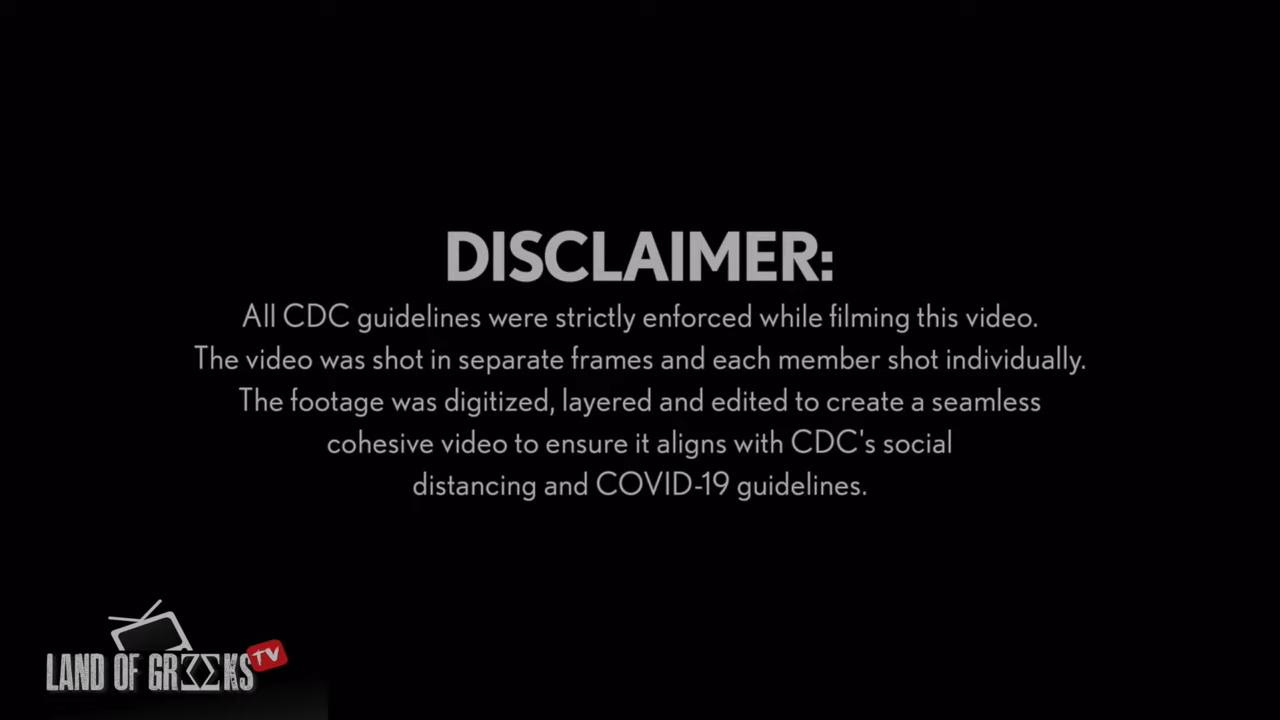 DISCLAIMER:
All CDC guidelines were strictly enforced while filming this video.
The video was shot in separate frames and each member shot individually.
The footage was digitized, layered and edited to create a seamless
cohesive video to ensure it aligns with CDC's social
distancing and COVID-19 guidelines.
LAND OF GRΣΣKS TV